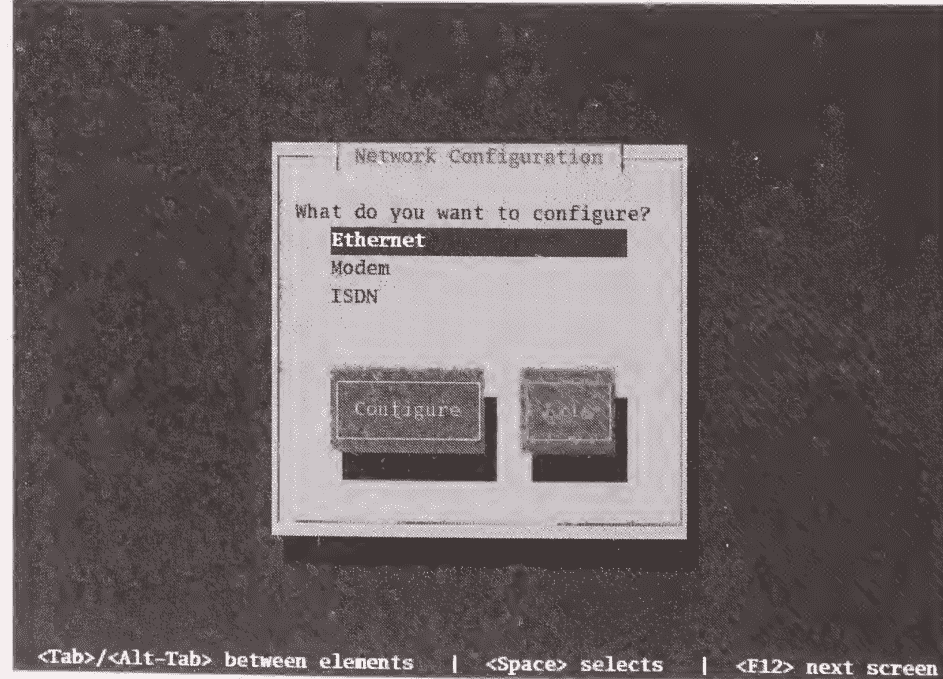 Network Configuration
What do you want to configure?
Ethernet
Modem
ISDN
Configure
<Tab>/<Alt-Tab> between elements | <Space> selects | <F12> next screen